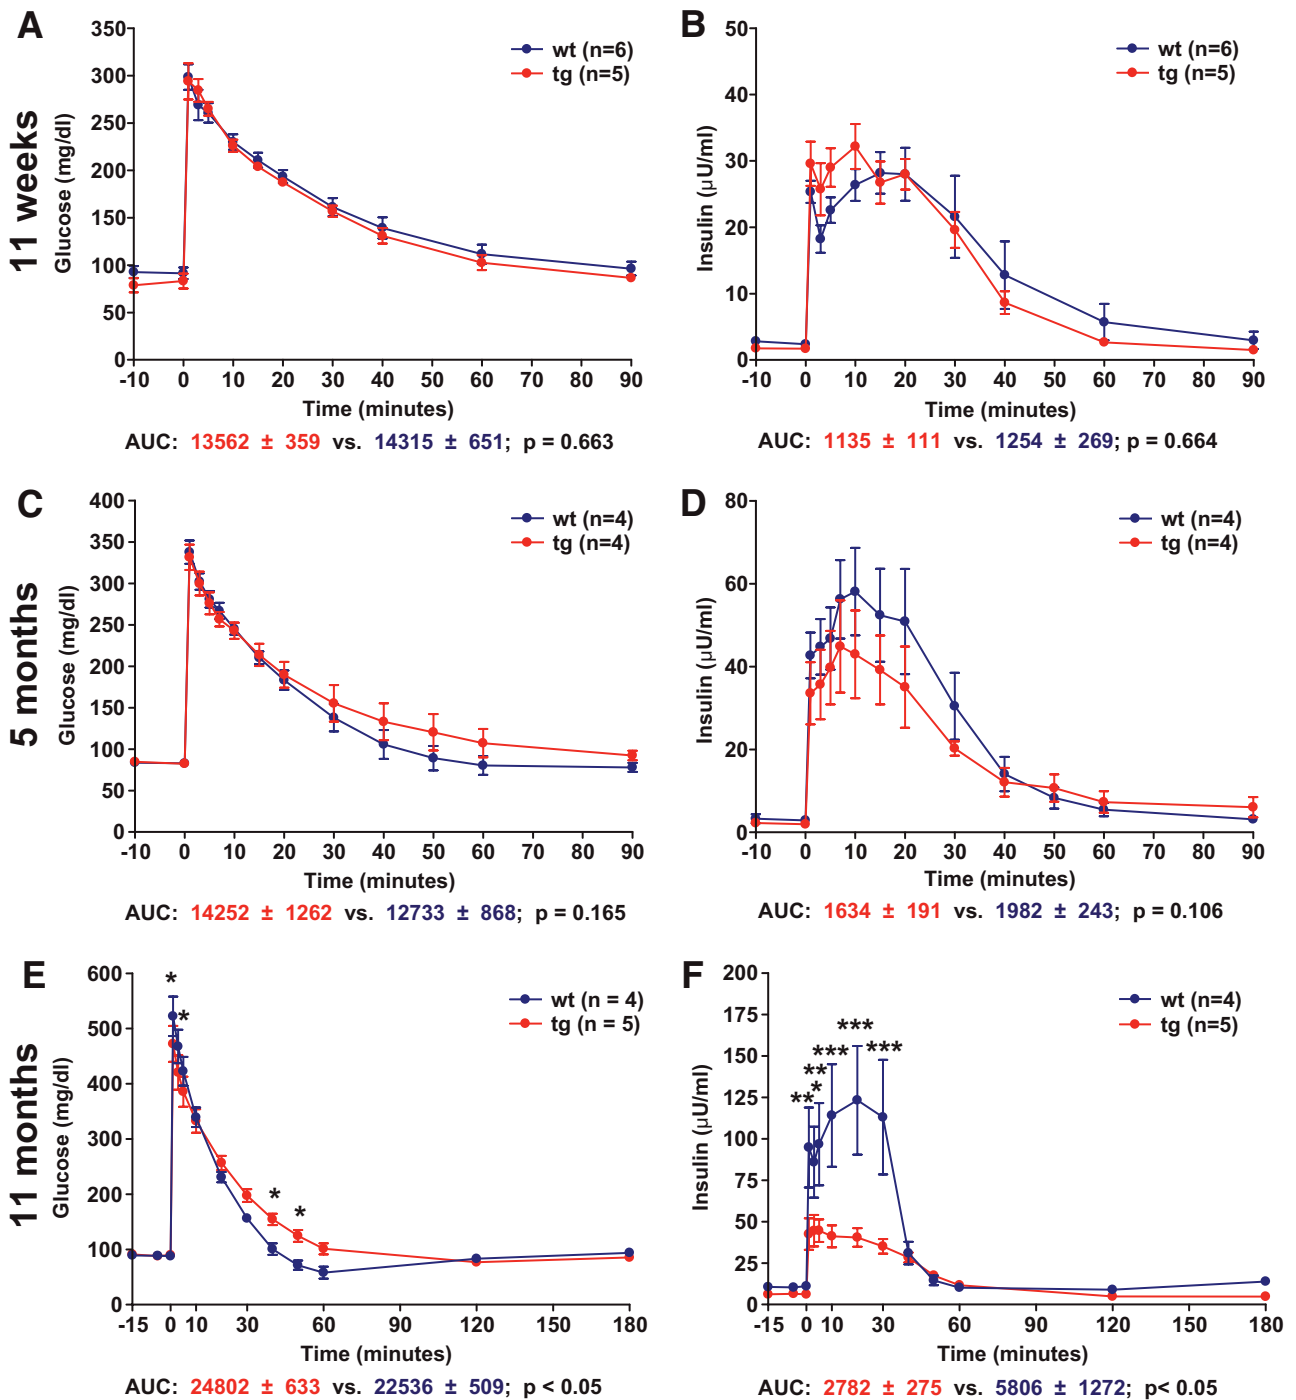 A
350
300
250
200
150
100
50
0
-10 0 10 20 30 40 50 60 70 80 90
11 weeks
Glucose (mg/dl)
wt (n=6)
tg (n=5)
Time (minutes)
AUC: 13562 ± 359 vs. 14315 ± 651; p = 0.663
B
50
40
30
20
10
0
-10 0 10 20 30 40 50 60 70 80 90
Insulin (µU/ml)
wt (n=6)
tg (n=5)
Time (minutes)
AUC: 1135 ± 111 vs. 1254 ± 269; p = 0.664
C
400
350
300
250
200
150
100
50
0
-10 0 10 20 30 40 50 60 70 80 90
5 months
Glucose (mg/dl)
wt (n=4)
tg (n=4)
Time (minutes)
AUC: 14252 ± 1262 vs. 12733 ± 868; p = 0.165
D
80
60
40
20
0
-10 0 10 20 30 40 50 60 70 80 90
Insulin (µU/ml)
wt (n=4)
tg (n=4)
Time (minutes)
AUC: 1634 ± 191 vs. 1982 ± 243; p = 0.106
E
600
500
400
300
200
100
0
-15 0 10 30 60 90 120 150 180
11 months
Glucose (mg/dl)
wt (n = 4)
tg (n = 5)
*
*
*
*
Time (minutes)
AUC: 24802 ± 633 vs. 22536 ± 509; p < 0.05
F
200
175
150
125
100
75
50
25
0
-15 0 10 30 60 90 120 150 180
Insulin (µU/ml)
wt (n=4)
tg (n=5)
**
**
*
***
***
***
Time (minutes)
AUC: 2782 ± 275 vs. 5806 ± 1272; p< 0.05